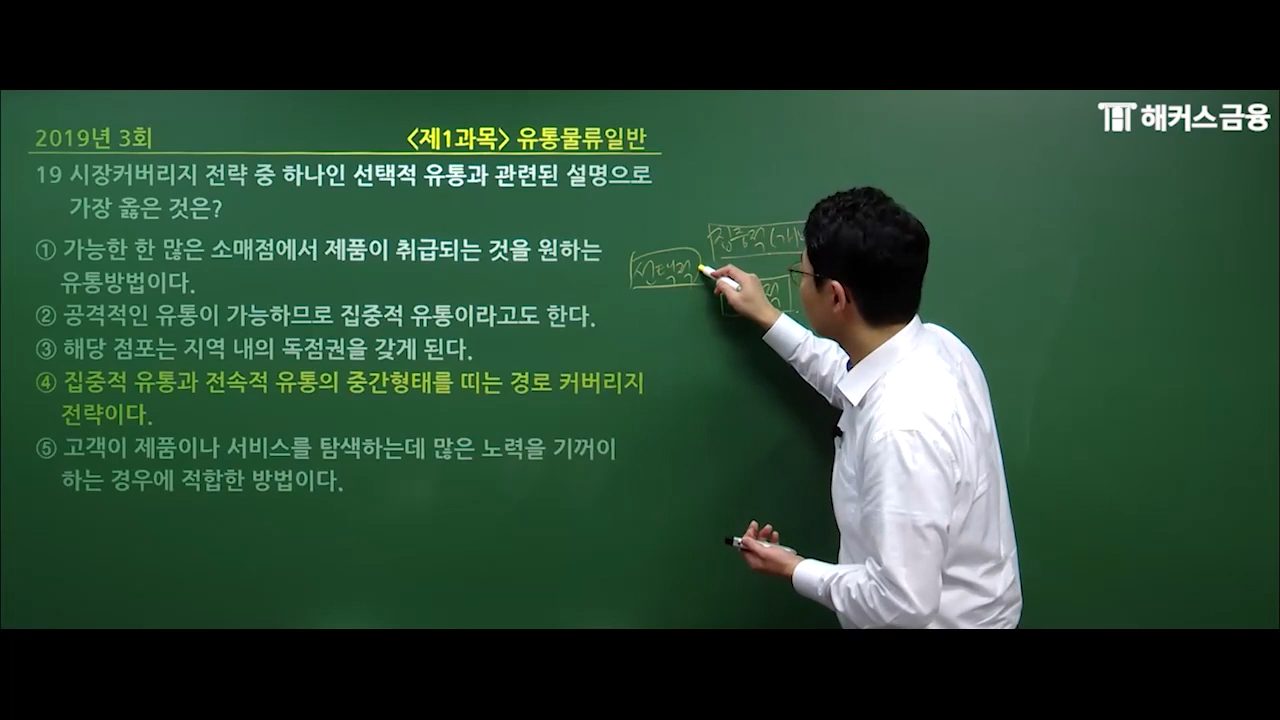 해커스금융
2019년 3회
<제1과목> 유통물류일반
19 시장커버리지 전략 중 하나인 선택적 유통과 관련된 설명으로
가장 옳은 것은?
① 가능한 한 많은 소매점에서 제품이 취급되는 것을 원하는
유통방법이다.
② 공격적인 유통이 가능하므로 집중적 유통이라고도 한다.
③ 해당 점포는 지역 내의 독점권을 갖게 된다.
④ 집중적 유통과 전속적 유통의 중간형태를 띠는 경로 커버리지
전략이다.
⑤ 고객이 제품이나 서비스를 탐색하는데 많은 노력을 기꺼이
하는 경우에 적합한 방법이다.
집중적
선택적